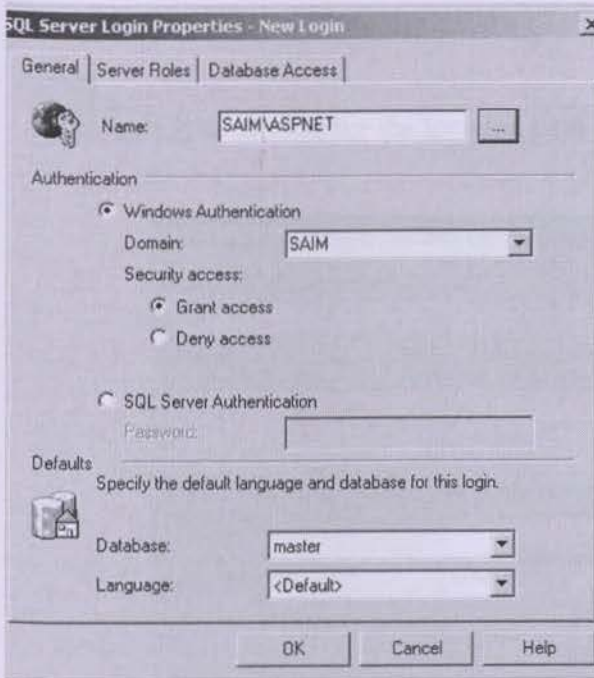 SQL Server Login Properties - New Login
General Server Roles Database Access
Name: SAIM\ASPNET ...
Authentication
Windows Authentication
Domain: SAIM
Security access:
Grant access
Deny access
SQL Server Authentication
Password:
Defaults
Specify the default language and database for this login.
Database: master
Language: <Default>
OK Cancel Help